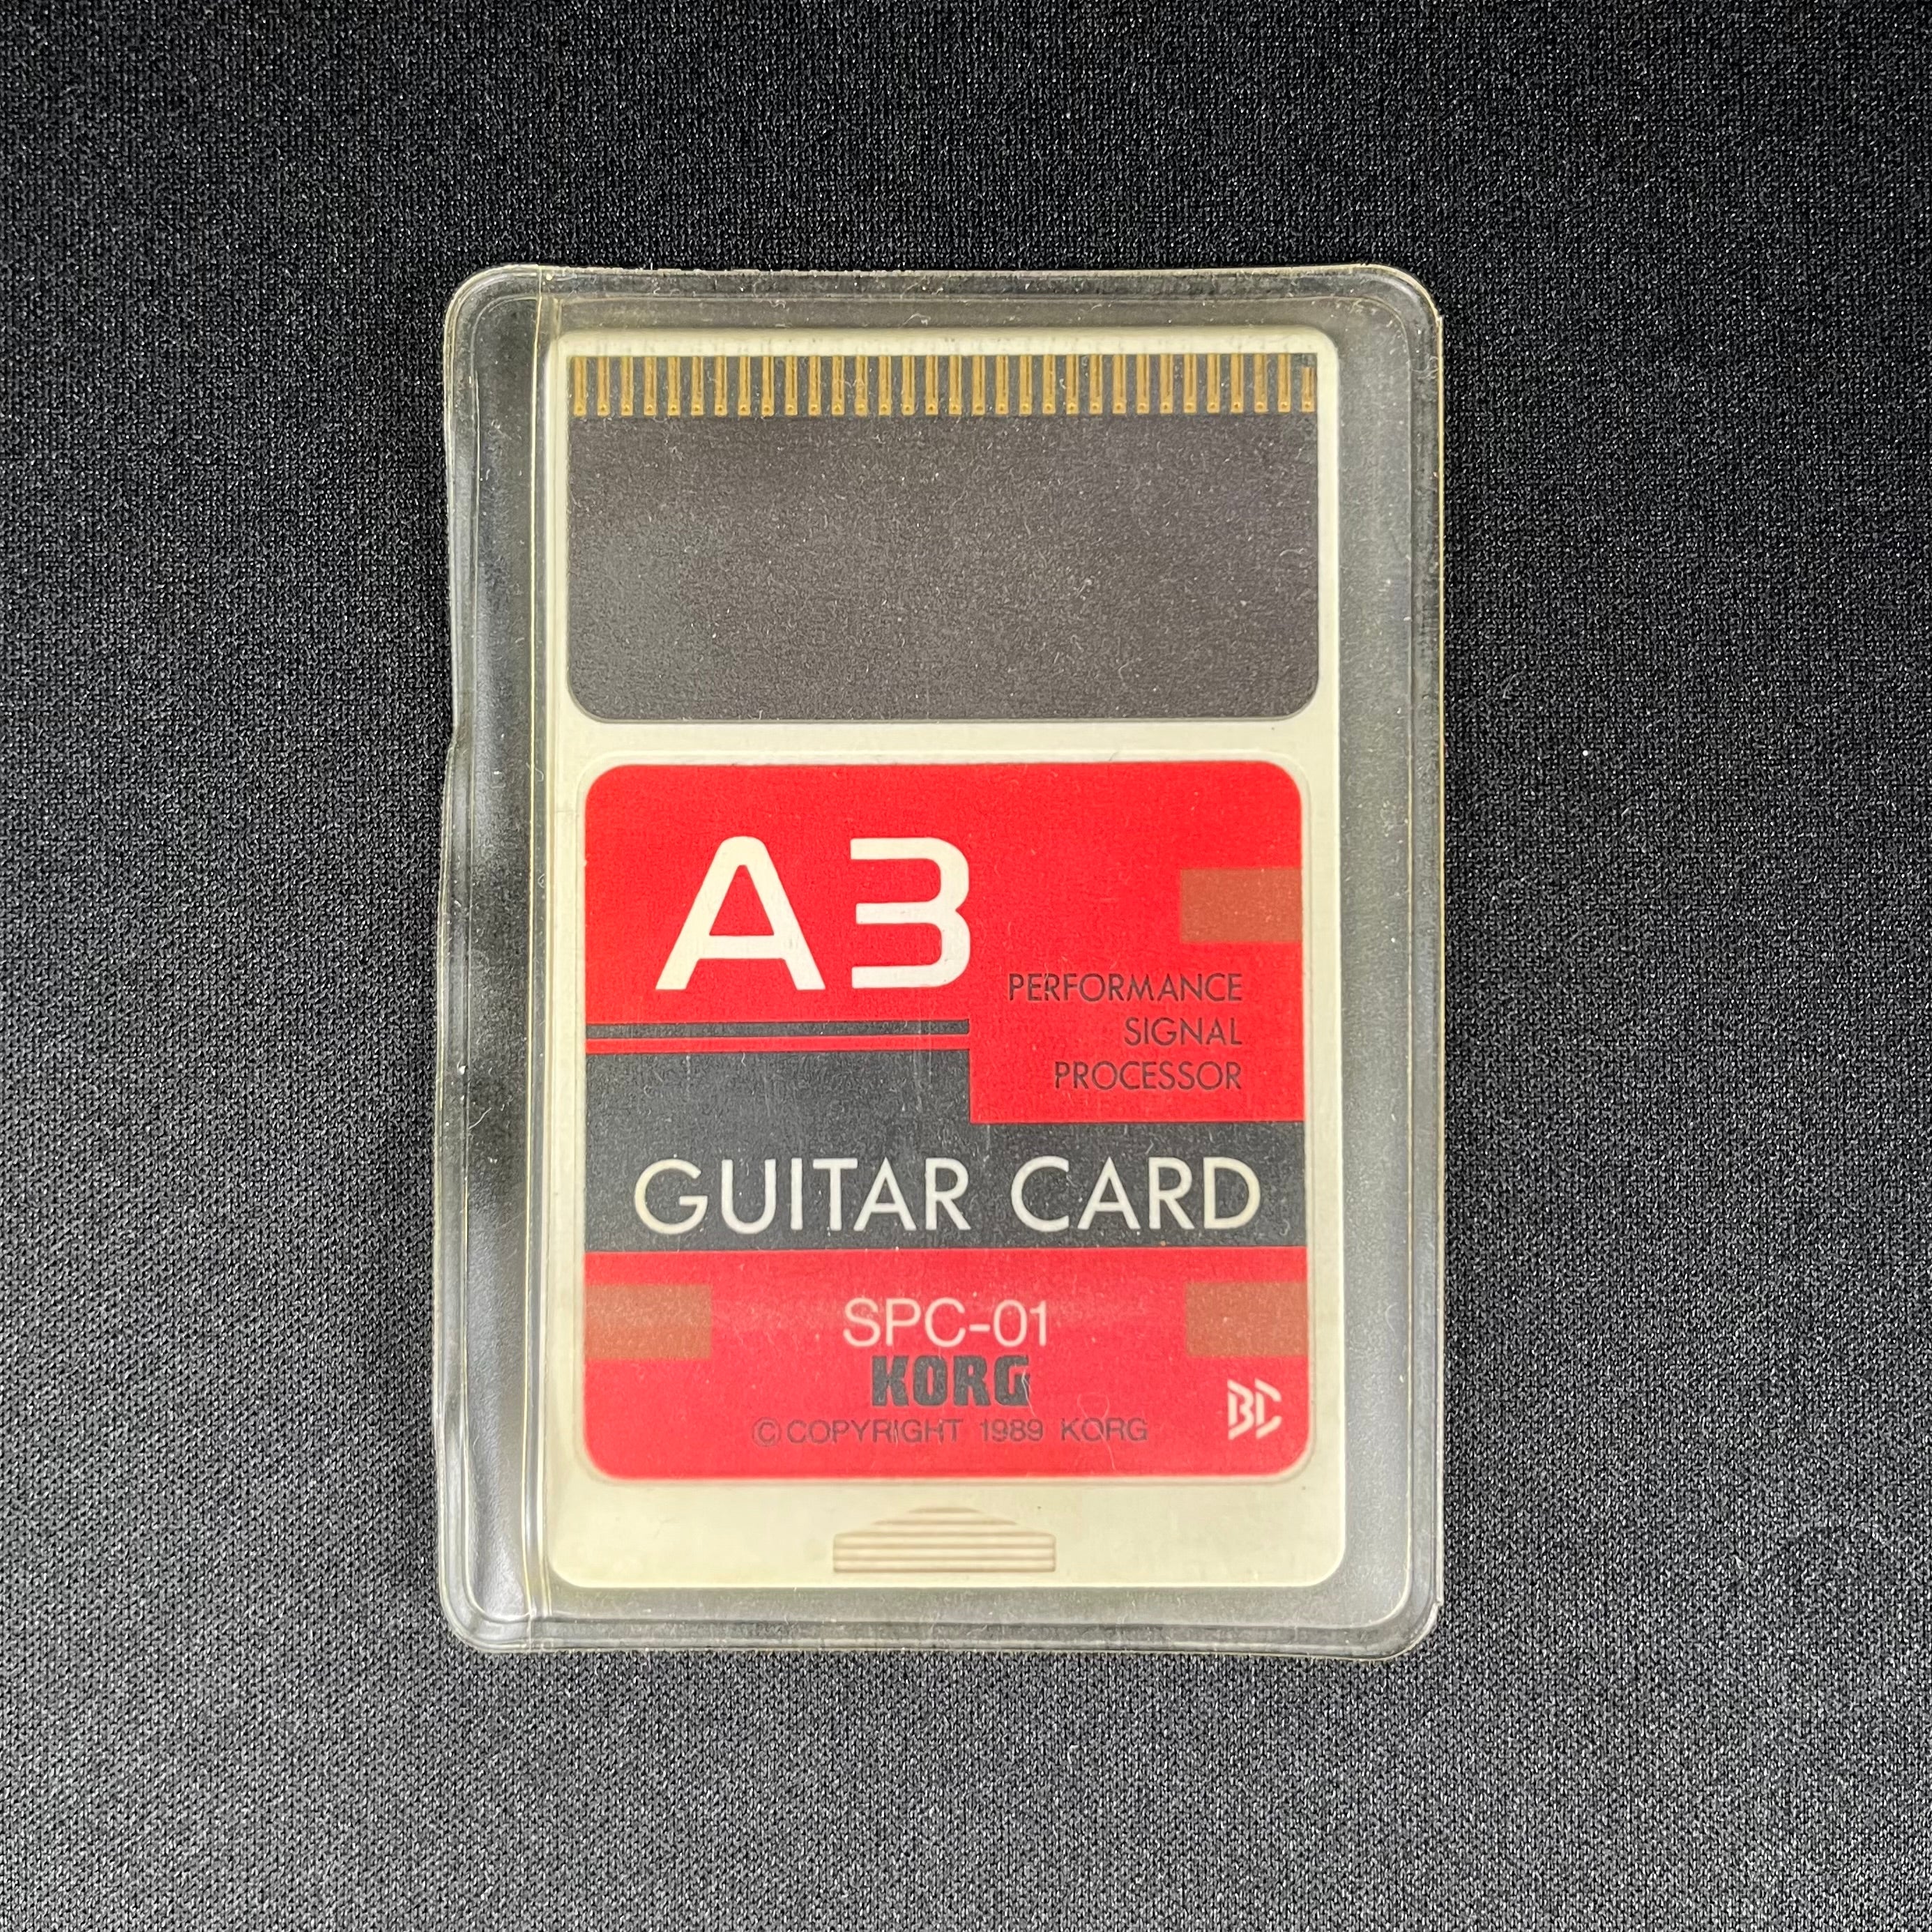 A3
PERFORMANCE
SIGNAL
PROCESSOR
GUITAR CARD
SPC-01
KORG
© COPYRIGHT 1989 KORG
BC